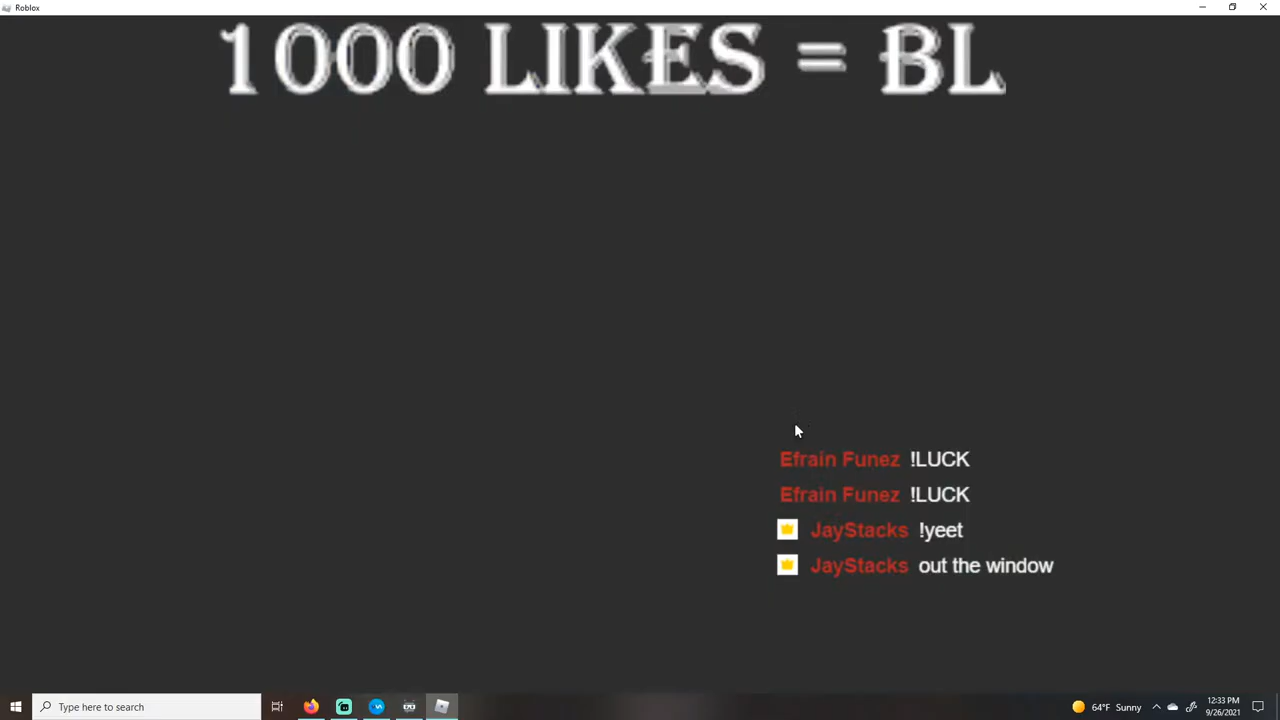 Roblox
1000 LIKES = BL
Efrain Funez !LUCK
Efrain Funez !LUCK
JayStacks !yeet
JayStacks out the window
Type here to search
64°F Sunny
12:33 PM
9/26/2021